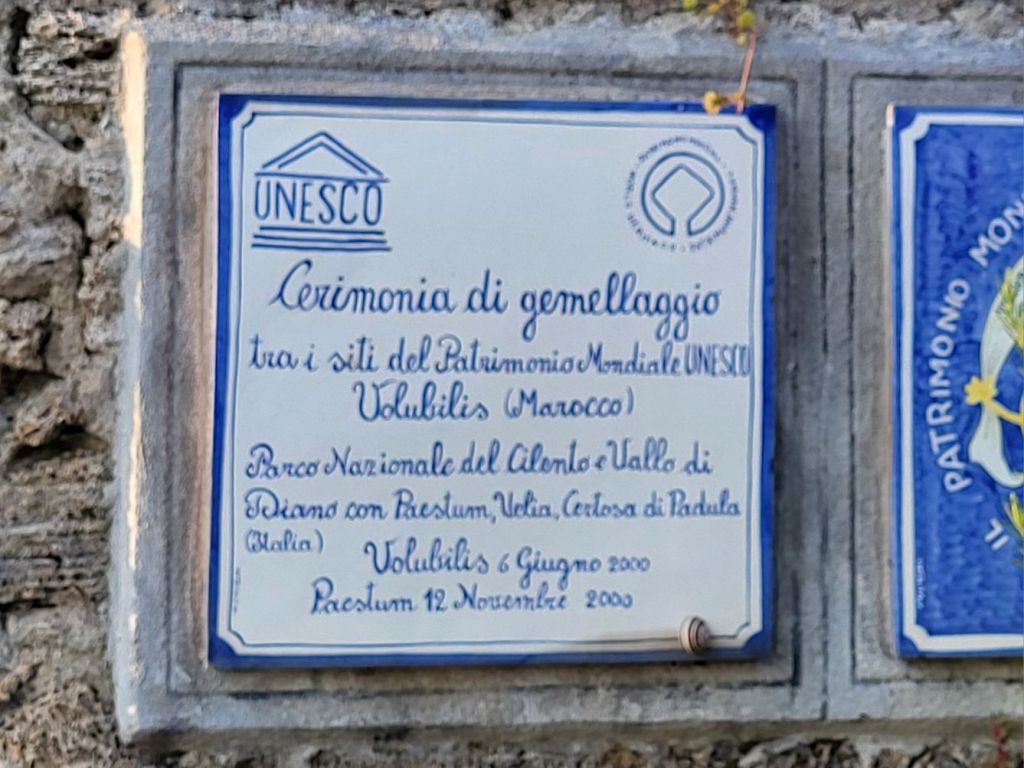 UNESCO
Cerimonia di gemellaggio
tra i siti del Patrimonio Mondiale UNESCO
Volubilis (Marocco)
Parco Nazionale del Cilento e Vallo di
Diano con Paestum, Velia, Certosa di Padula
(Italia)
Volubilis 6 Giugno 2000
Paestum 12 Novembre 2000
IL PATRIMONIO MON